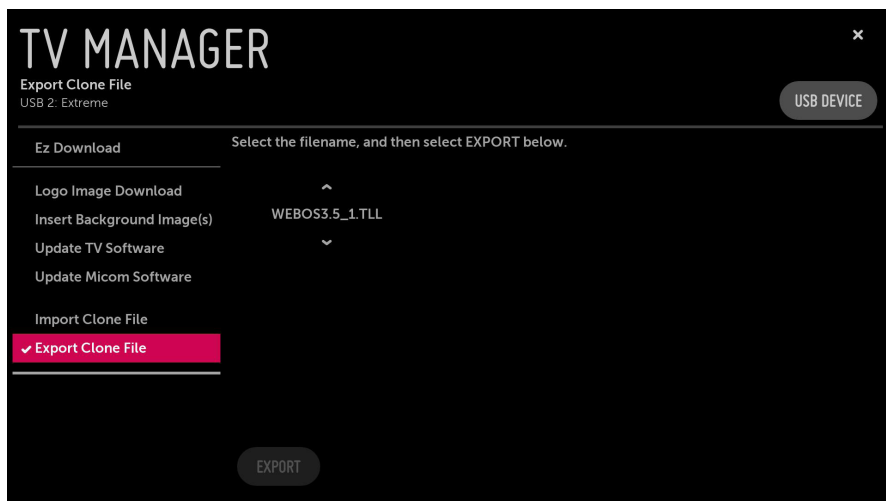 TV MANAGER
Export Clone File
USB 2: Extreme
USB DEVICE
Ez Download
Select the filename, and then select EXPORT below.
Logo Image Download
Insert Background Image(s)
WEBOS3.5_1.TLL
Update TV Software
Update Micom Software
Import Clone File
Export Clone File
EXPORT